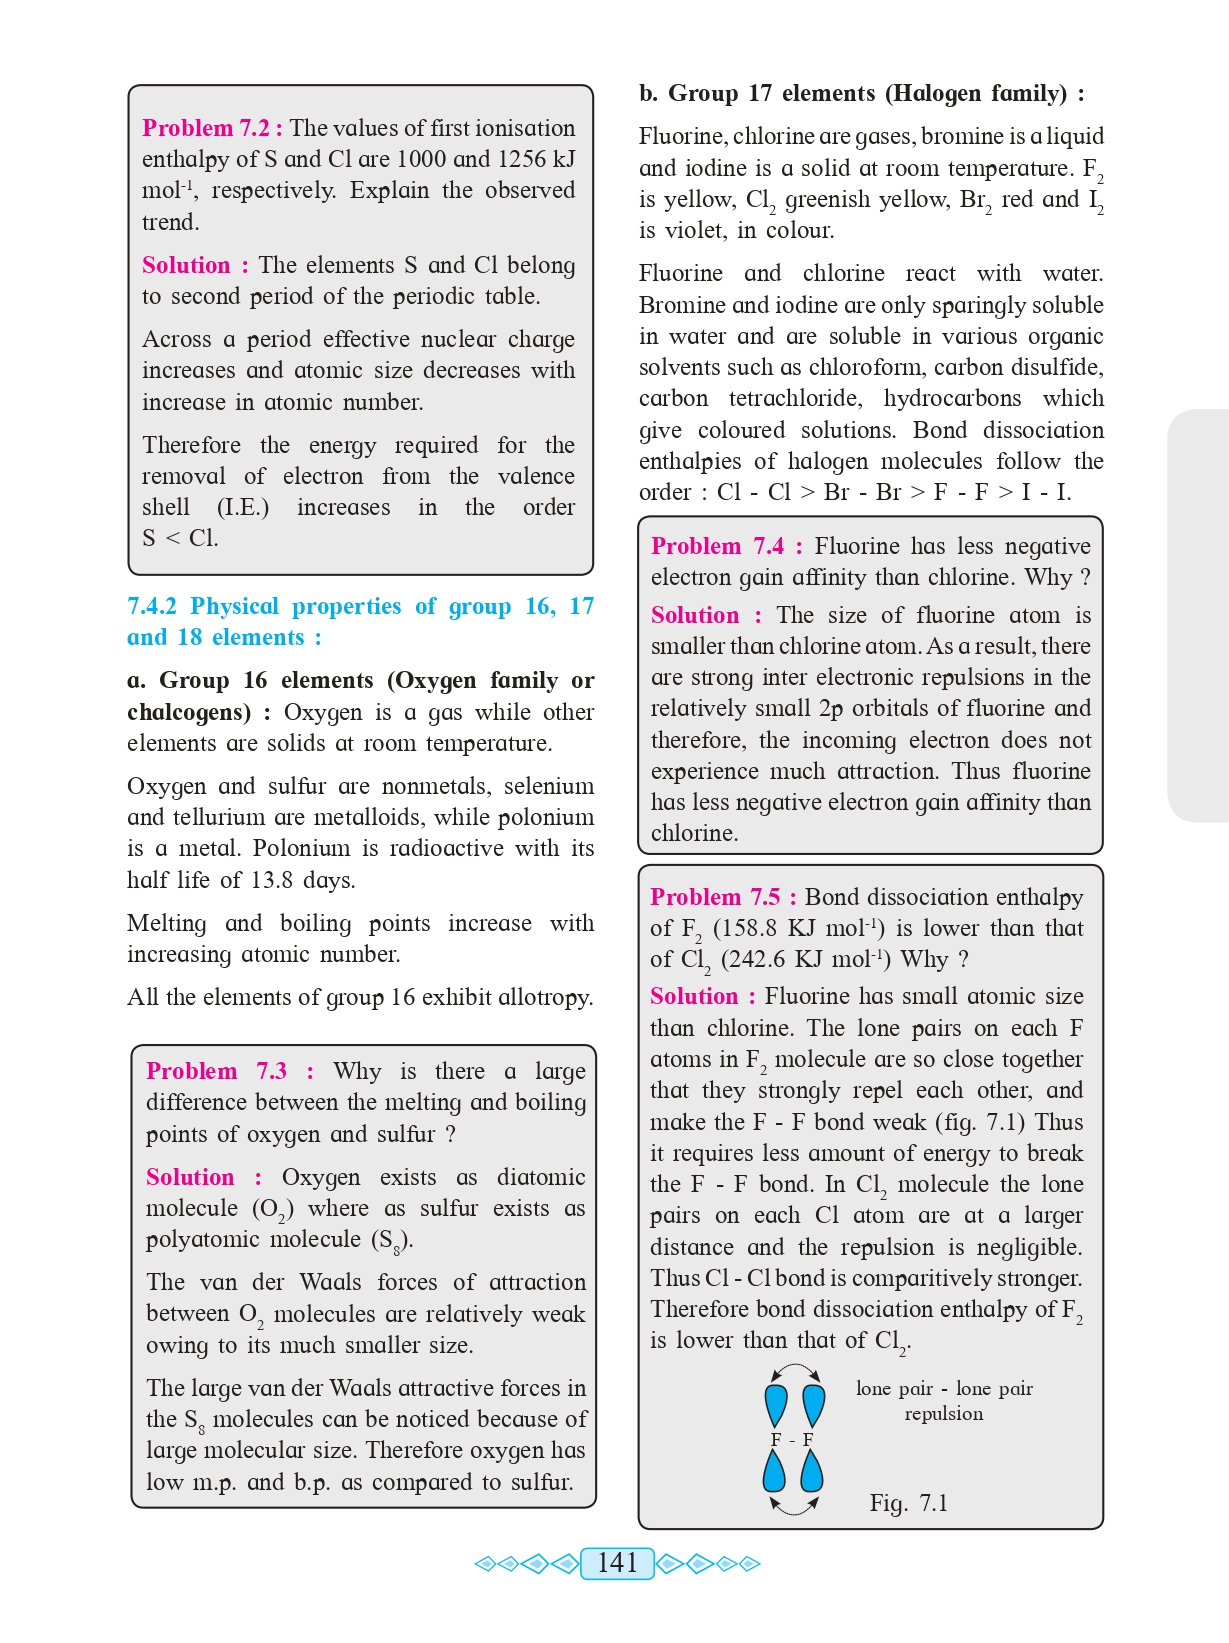 Problem 7.2 : The values of first ionisation
enthalpy of S and Cl are 1000 and 1256 kJ
mol⁻¹, respectively. Explain the observed
trend.
Solution : The elements S and Cl belong
to second period of the periodic table.
Across a period effective nuclear charge
increases and atomic size decreases with
increase in atomic number.
Therefore the energy required for the
removal of electron from the valence
shell (I.E.) increases in the order
S < Cl.
7.4.2 Physical properties of group 16, 17
and 18 elements :
a. Group 16 elements (Oxygen family or
chalcogens) : Oxygen is a gas while other
elements are solids at room temperature.
Oxygen and sulfur are nonmetals, selenium
and tellurium are metalloids, while polonium
is a metal. Polonium is radioactive with its
half life of 13.8 days.
Melting and boiling points increase with
increasing atomic number.
All the elements of group 16 exhibit allotropy.
Problem 7.3 : Why is there a large
difference between the melting and boiling
points of oxygen and sulfur ?
Solution : Oxygen exists as diatomic
molecule (O₂) where as sulfur exists as
polyatomic molecule (S₈).
The van der Waals forces of attraction
between O₂ molecules are relatively weak
owing to its much smaller size.
The large van der Waals attractive forces in
the S₈ molecules can be noticed because of
large molecular size. Therefore oxygen has
low m.p. and b.p. as compared to sulfur.
b. Group 17 elements (Halogen family) :
Fluorine, chlorine are gases, bromine is a liquid
and iodine is a solid at room temperature. F₂
is yellow, Cl₂ greenish yellow, Br₂ red and I₂
is violet, in colour.
Fluorine and chlorine react with water.
Bromine and iodine are only sparingly soluble
in water and are soluble in various organic
solvents such as chloroform, carbon disulfide,
carbon tetrachloride, hydrocarbons which
give coloured solutions. Bond dissociation
enthalpies of halogen molecules follow the
order : Cl - Cl > Br - Br > F - F > I - I.
Problem 7.4 : Fluorine has less negative
electron gain affinity than chlorine. Why ?
Solution : The size of fluorine atom is
smaller than chlorine atom. As a result, there
are strong inter electronic repulsions in the
relatively small 2p orbitals of fluorine and
therefore, the incoming electron does not
experience much attraction. Thus fluorine
has less negative electron gain affinity than
chlorine.
Problem 7.5 : Bond dissociation enthalpy
of F₂ (158.8 KJ mol⁻¹) is lower than that
of Cl₂ (242.6 KJ mol⁻¹) Why ?
Solution : Fluorine has small atomic size
than chlorine. The lone pairs on each F
atoms in F₂ molecule are so close together
that they strongly repel each other, and
make the F - F bond weak (fig. 7.1) Thus
it requires less amount of energy to break
the F - F bond. In Cl₂ molecule the lone
pairs on each Cl atom are at a larger
distance and the repulsion is negligible.
Thus Cl - Cl bond is comparitively stronger.
Therefore bond dissociation enthalpy of F₂
is lower than that of Cl₂.
lone pair - lone pair
repulsion
F - F
Fig. 7.1
141